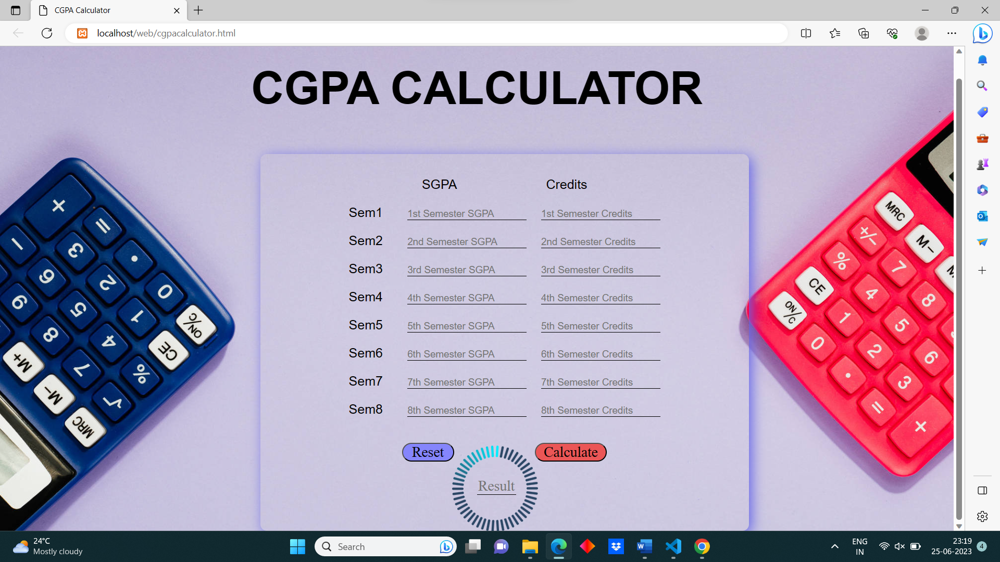 CGPA Calculator
localhost/web/cgpacalculator.html
CGPA CALCULATOR
SGPA Credits
Sem1 1st Semester SGPA 1st Semester Credits
Sem2 2nd Semester SGPA 2nd Semester Credits
Sem3 3rd Semester SGPA 3rd Semester Credits
Sem4 4th Semester SGPA 4th Semester Credits
Sem5 5th Semester SGPA 5th Semester Credits
Sem6 6th Semester SGPA 6th Semester Credits
Sem7 7th Semester SGPA 7th Semester Credits
Sem8 8th Semester SGPA 8th Semester Credits
Reset Calculate
Result
+ =
− 3 •
6 2 0
9 5 1 ON/C
8 4 CE
M+ 7 %
M− √
MRC
MRC
+/− M−
% 7
CE 4 8
ON/C 1 5
0 2 6
• 3
=
+
24°C
Mostly cloudy
Search
W
ENG
IN
23:19
25-06-2023
4